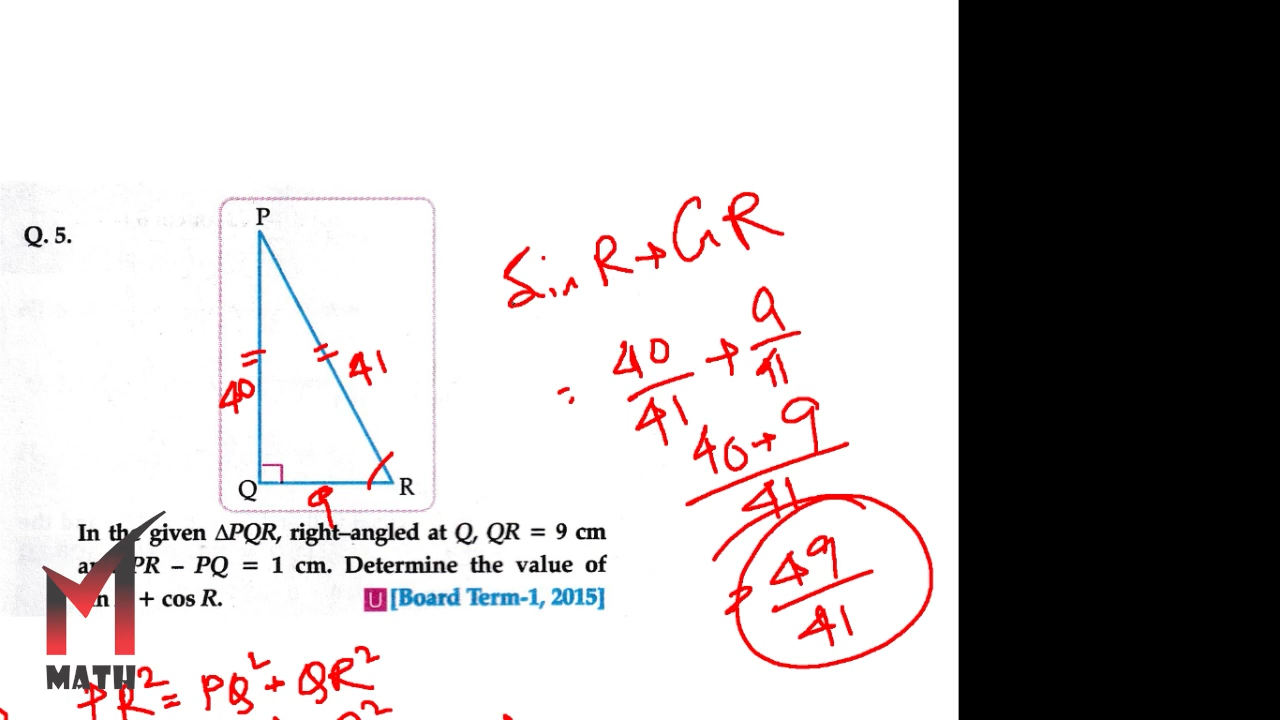 Q. 5.
P
40
41
Q
9
R
In the given ΔPQR, right–angled at Q, QR = 9 cm
PR – PQ = 1 cm. Determine the value of
+ cos R.
U [Board Term-1, 2015]
Sin R + Cos R
= 40/41 + 9/41
40+9/41
= 49/41
MATH
PR² = PQ² + QR²